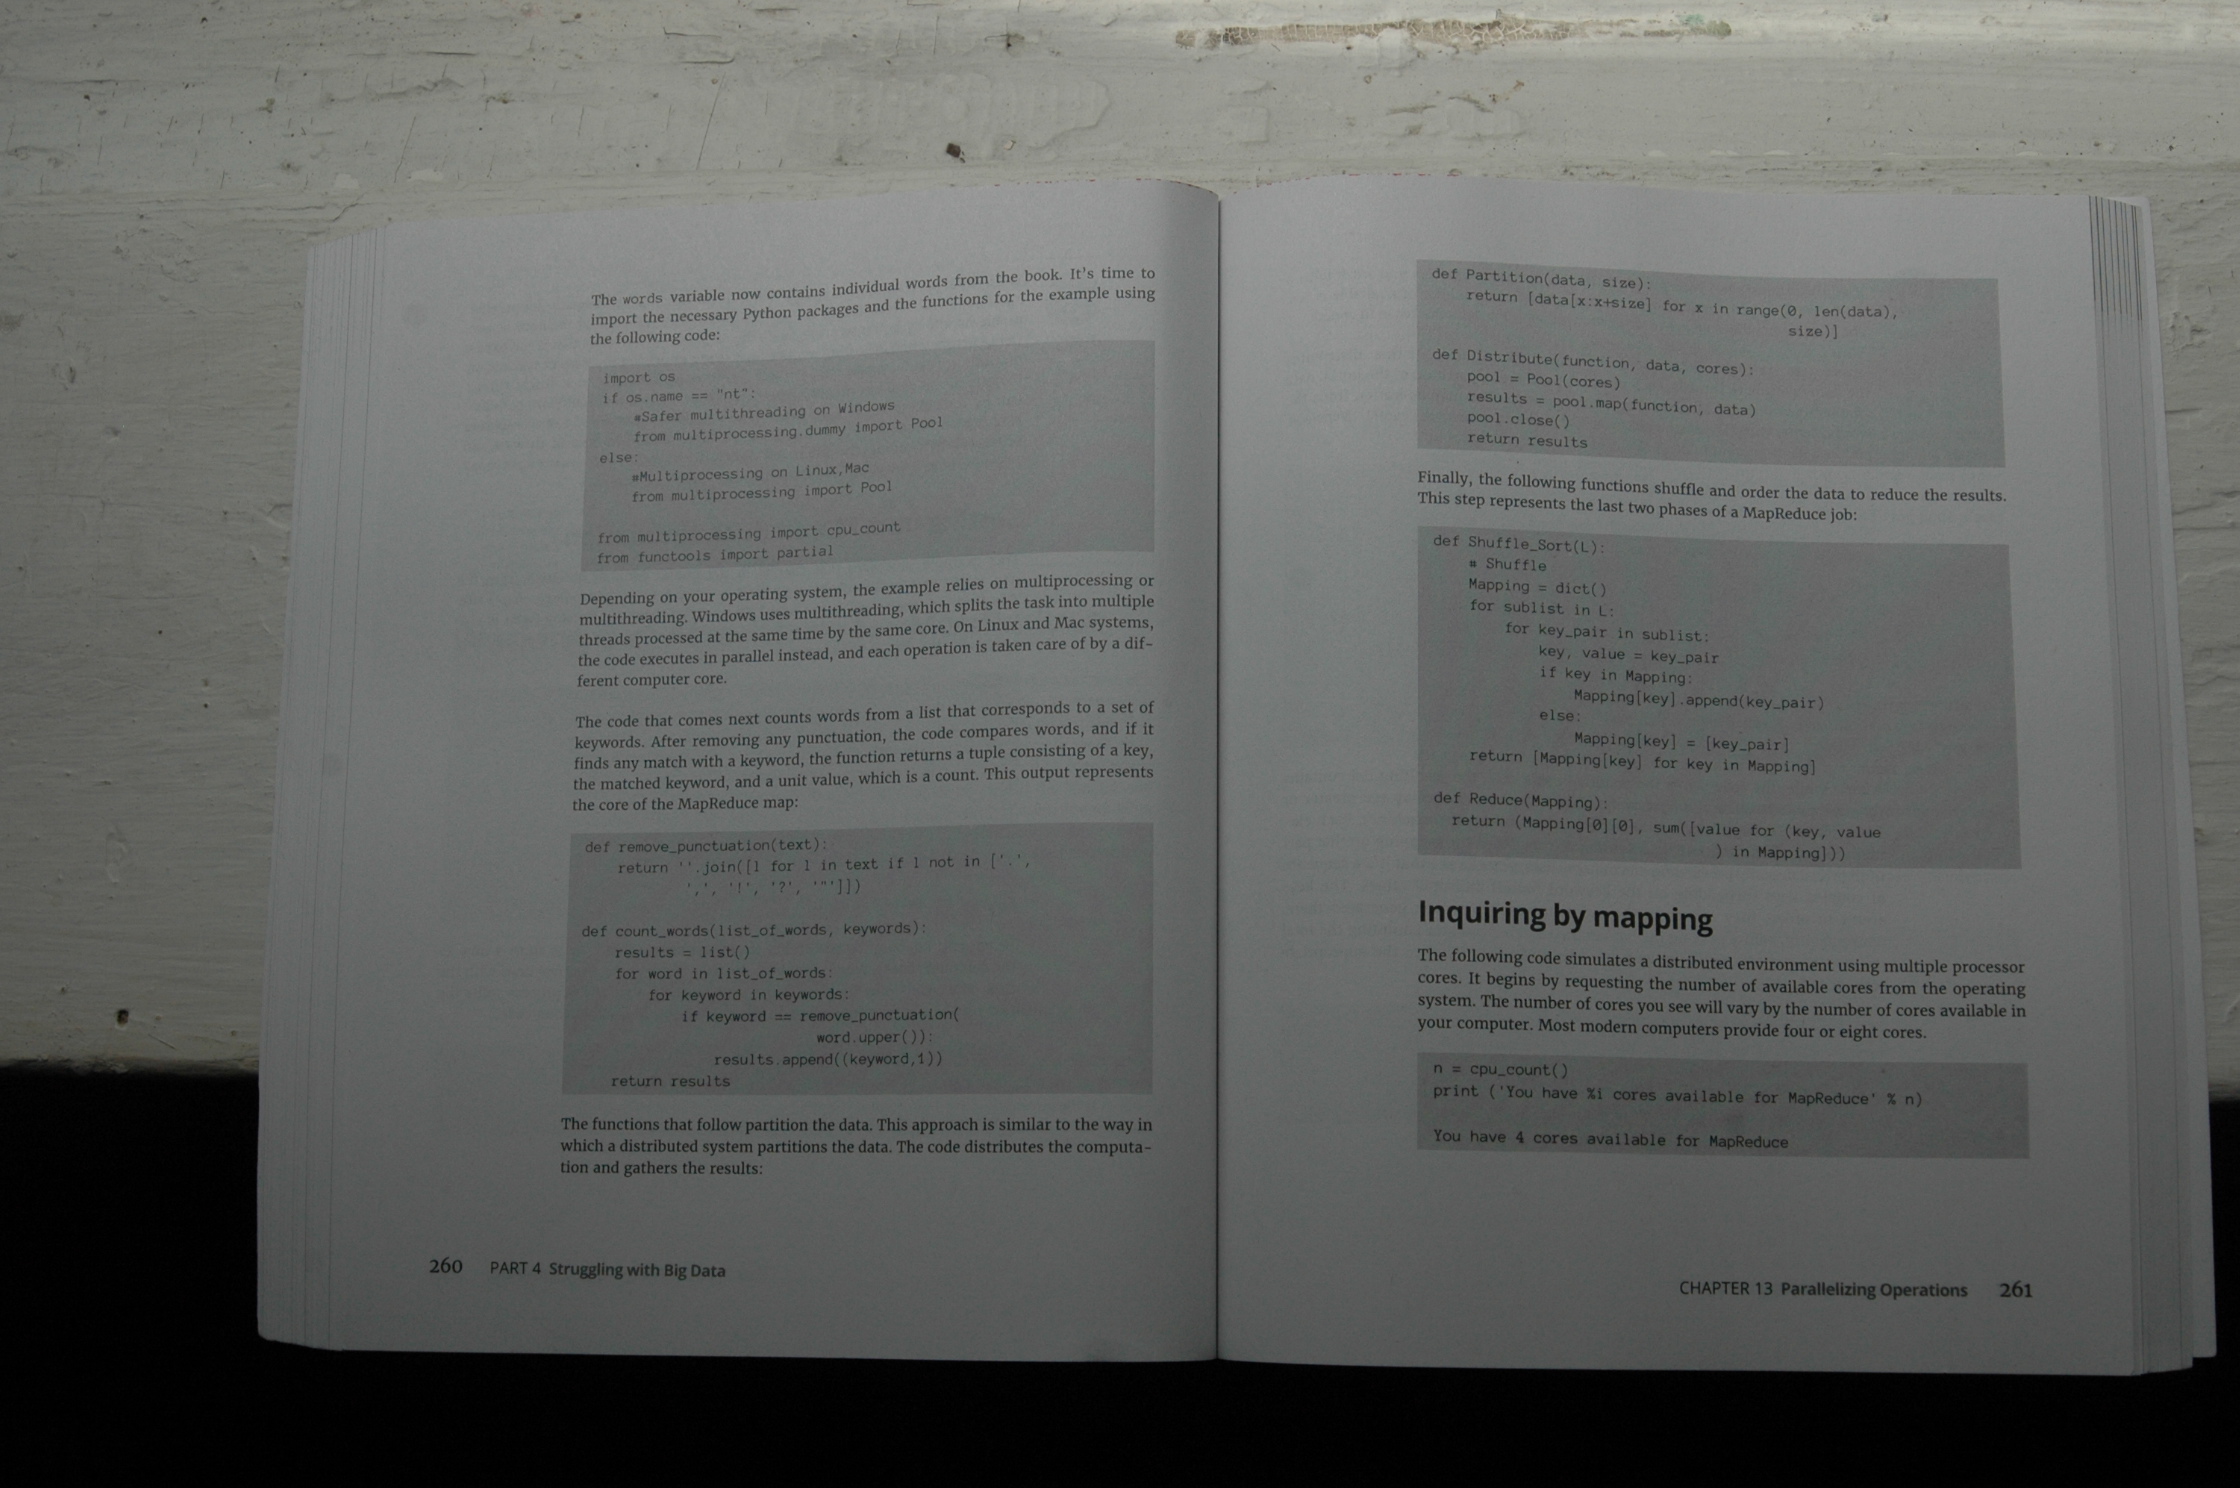 The words variable now contains individual words from the book. It's time to
import the necessary Python packages and the functions for the example using
the following code:
import os
if os.name == "nt":
#Safer multithreading on Windows
from multiprocessing.dummy import Pool
else:
#Multiprocessing on Linux,Mac
from multiprocessing import Pool
from multiprocessing import cpu_count
from functools import partial
Depending on your operating system, the example relies on multiprocessing or
multithreading. Windows uses multithreading, which splits the task into multiple
threads processed at the same time by the same core. On Linux and Mac systems,
the code executes in parallel instead, and each operation is taken care of by a dif-
ferent computer core.
The code that comes next counts words from a list that corresponds to a set of
keywords. After removing any punctuation, the code compares words, and if it
finds any match with a keyword, the function returns a tuple consisting of a key,
the matched keyword, and a unit value, which is a count. This output represents
the core of the MapReduce map:
def remove_punctuation(text):
return ''.join([l for l in text if l not in ['.',
',', '!', '?', '"']])
def count_words(list_of_words, keywords):
results = list()
for word in list_of_words:
for keyword in keywords:
if keyword == remove_punctuation(
word.upper()):
results.append((keyword,1))
return results
The functions that follow partition the data. This approach is similar to the way in
which a distributed system partitions the data. The code distributes the computa-
tion and gathers the results:
260 PART 4 Struggling with Big Data
def Partition(data, size):
return [data[x:x+size] for x in range(0, len(data),
size)]
def Distribute(function, data, cores):
pool = Pool(cores)
results = pool.map(function, data)
pool.close()
return results
Finally, the following functions shuffle and order the data to reduce the results.
This step represents the last two phases of a MapReduce job:
def Shuffle_Sort(L):
# Shuffle
Mapping = dict()
for sublist in L:
for key_pair in sublist:
key, value = key_pair
if key in Mapping:
Mapping[key].append(key_pair)
else:
Mapping[key] = [key_pair]
return [Mapping[key] for key in Mapping]
def Reduce(Mapping):
return (Mapping[0][0], sum([value for (key, value
) in Mapping]))
Inquiring by mapping
The following code simulates a distributed environment using multiple processor
cores. It begins by requesting the number of available cores from the operating
system. The number of cores you see will vary by the number of cores available in
your computer. Most modern computers provide four or eight cores.
n = cpu_count()
print ('You have %i cores available for MapReduce' % n)
You have 4 cores available for MapReduce
CHAPTER 13 Parallelizing Operations 261